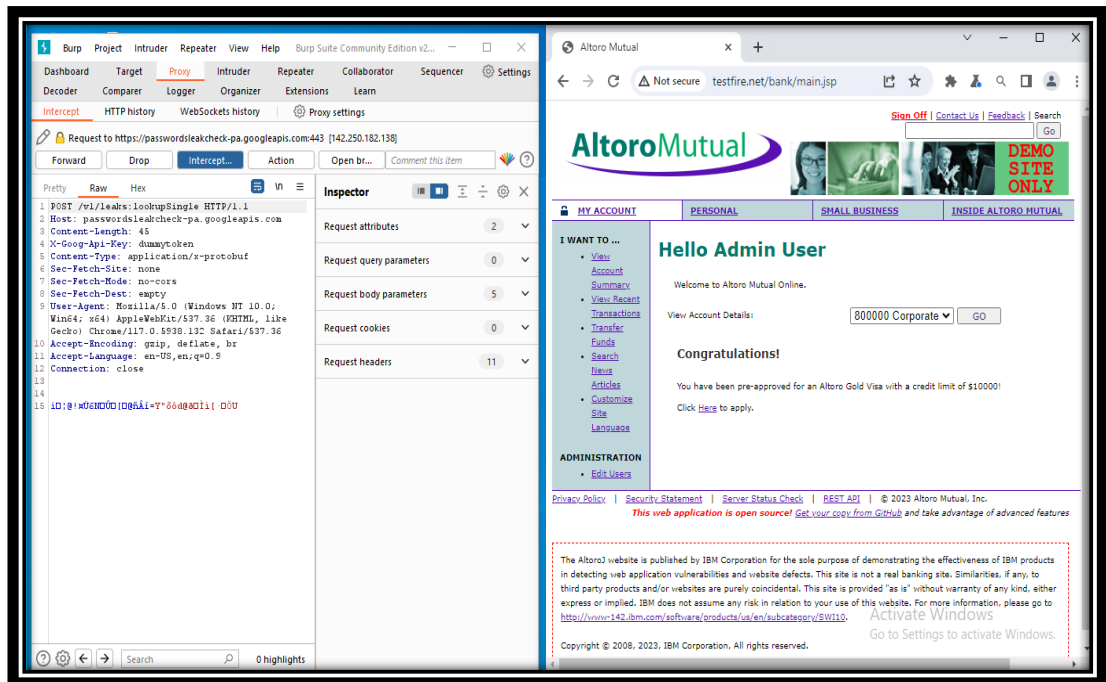 Burp Project Intruder Repeater View Help Burp Suite Community Edition v2...
Dashboard Target Proxy Intruder Repeater Collaborator Sequencer Settings
Decoder Comparer Logger Organizer Extensions Learn
Intercept HTTP history WebSockets history Proxy settings
Request to https://passwordsleakcheck-pa.googleapis.com:443 [142.250.182.138]
Forward Drop Intercept... Action Open br... Comment this item
Pretty Raw Hex \n
1 POST /v1/leaks:lookupSingle HTTP/1.1
2 Host: passwordsleakcheck-pa.googleapis.com
3 Content-Length: 45
4 X-Goog-Api-Key: dummytoken
5 Content-Type: application/x-protobuf
6 Sec-Fetch-Site: none
7 Sec-Fetch-Mode: no-cors
8 Sec-Fetch-Dest: empty
9 User-Agent: Mozilla/5.0 (Windows NT 10.0;
Win64; x64) AppleWebKit/537.36 (KHTML, like
Gecko) Chrome/117.0.5938.132 Safari/537.36
10 Accept-Encoding: gzip, deflate, br
11 Accept-Language: en-US,en;q=0.9
12 Connection: close
13
14
15
Inspector
Request attributes 2
Request query parameters 0
Request body parameters 5
Request cookies 0
Request headers 11
Search 0 highlights
Altoro Mutual
Not secure testfire.net/bank/main.jsp
Sign Off | Contact Us | Feedback | Search
Go
AltoroMutual
DEMO
SITE
ONLY
MY ACCOUNT PERSONAL SMALL BUSINESS INSIDE ALTORO MUTUAL
I WANT TO ...
View
Account
Summary
View Recent
Transactions
Transfer
Funds
Search
News
Articles
Customize
Site
Language
ADMINISTRATION
Edit Users
Hello Admin User
Welcome to Altoro Mutual Online.
View Account Details: 800000 Corporate GO
Congratulations!
You have been pre-approved for an Altoro Gold Visa with a credit limit of $10000!
Click Here to apply.
Privacy Policy | Security Statement | Server Status Check | REST API | © 2023 Altoro Mutual, Inc.
This web application is open source! Get your copy from GitHub and take advantage of advanced features
The AltoroJ website is published by IBM Corporation for the sole purpose of demonstrating the effectiveness of IBM products
in detecting web application vulnerabilities and website defects. This site is not a real banking site. Similarities, if any, to
third party products and/or websites are purely coincidental. This site is provided "as is" without warranty of any kind, either
express or implied. IBM does not assume any risk in relation to your use of this website. For more information, please go to
http://www-142.ibm.com/software/products/us/en/subcategory/SWI10.
Copyright © 2008, 2023, IBM Corporation, All rights reserved.
Activate Windows
Go to Settings to activate Windows.